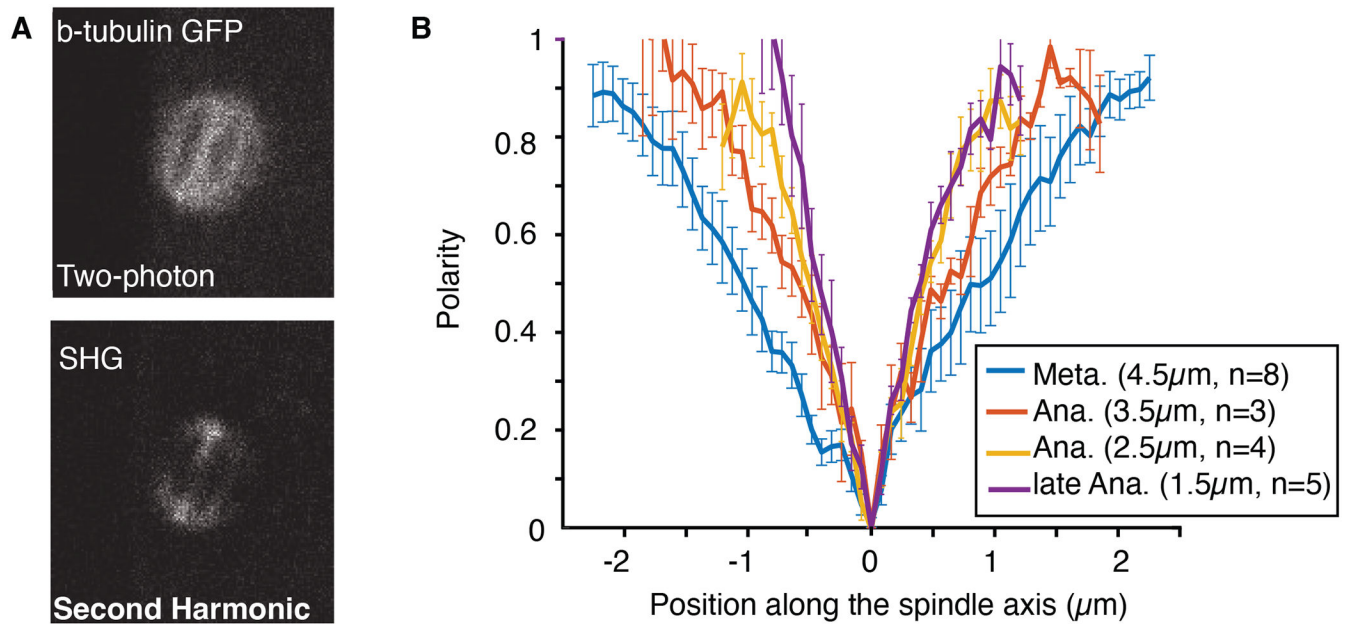 A
b-tubulin GFP
Two-photon
SHG
Second Harmonic
B
1
0.8
0.6
0.4
0.2
0
Polarity
-2 -1 0 1 2
Position along the spindle axis (µm)
Meta. (4.5µm, n=8)
Ana. (3.5µm, n=3)
Ana. (2.5µm, n=4)
late Ana. (1.5µm, n=5)